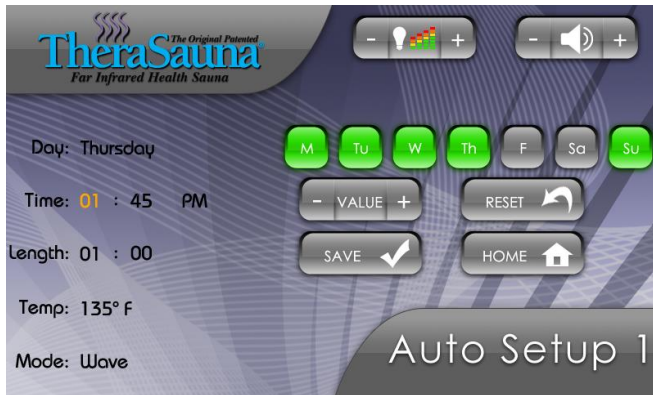 The Original Patented
TheraSauna
Far Infrared Health Sauna
- +
- +
Day: Thursday
M Tu W Th F Sa Su
Time: 01 : 45 PM
- VALUE +
RESET
Length: 01 : 00
SAVE
HOME
Temp: 135° F
Mode: Wave
Auto Setup 1